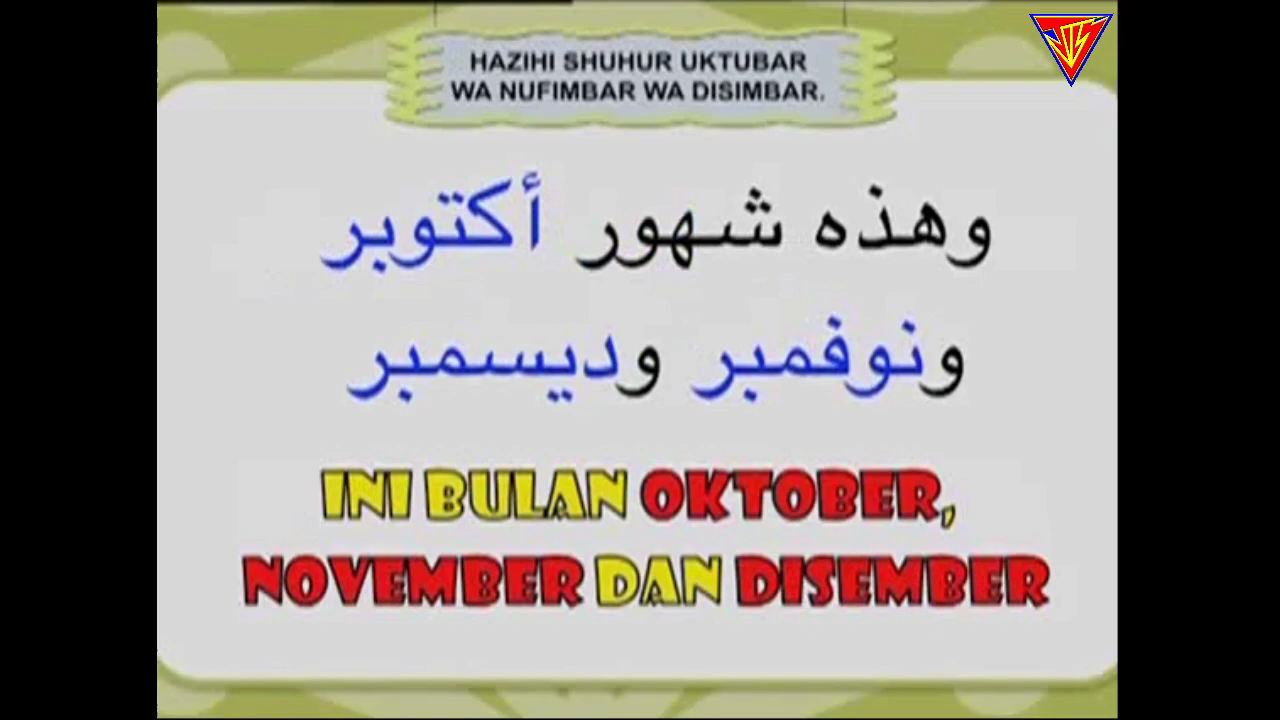 HAZIHI SHUHUR UKTUBAR
WA NUFIMBAR WA DISIMBAR.
وهذه شهور أكتوبر
ونوفمبر وديسمبر
INI BULAN OKTOBER,
NOVEMBER DAN DISEMBER